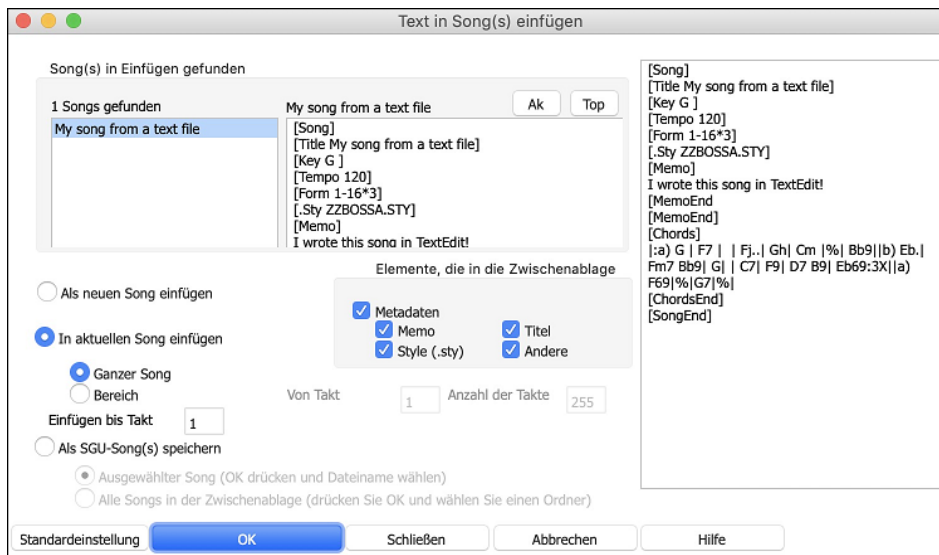 Text in Song(s) einfügen
Song(s) in Einfügen gefunden
1 Songs gefunden
My song from a text file
My song from a text file
Ak
Top
[Song]
[Title My song from a text file]
[Key G ]
[Tempo 120]
[Form 1-16*3]
[.Sty ZZBOSSA.STY]
[Memo]
I wrote this song in TextEdit!
[Song]
[Title My song from a text file]
[Key G ]
[Tempo 120]
[Form 1-16*3]
[.Sty ZZBOSSA.STY]
[Memo]
I wrote this song in TextEdit!
[MemoEnd
[MemoEnd]
[Chords]
|:a) G | F7 | | Fj..| Gh| Cm |%| Bb9||b) Eb.|
Fm7 Bb9| G| | C7| F9| D7 B9| Eb69:3X||a)
F69|%|G7|%|
[ChordsEnd]
[SongEnd]
Elemente, die in die Zwischenablage
Metadaten
Memo
Titel
Style (.sty)
Andere
Als neuen Song einfügen
In aktuellen Song einfügen
Ganzer Song
Bereich
Von Takt
1
Anzahl der Takte
255
Einfügen bis Takt
1
Als SGU-Song(s) speichern
Ausgewählter Song (OK drücken und Dateiname wählen)
Alle Songs in der Zwischenablage (drücken Sie OK und wählen Sie einen Ordner)
Standardeinstellung
OK
Schließen
Abbrechen
Hilfe